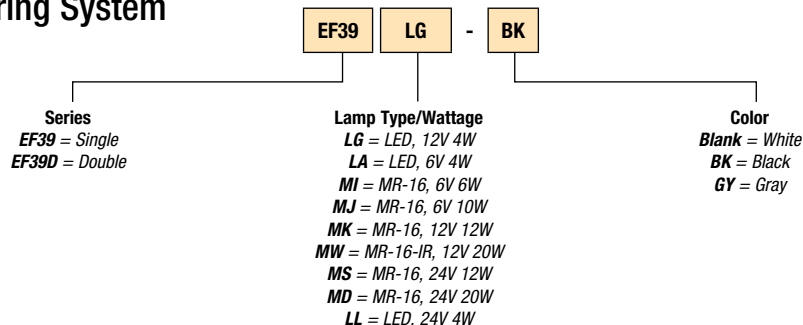 ring System
EF39 LG - BK
Series
EF39 = Single
EF39D = Double
Lamp Type/Wattage
LG = LED, 12V 4W
LA = LED, 6V 4W
MI = MR-16, 6V 6W
MJ = MR-16, 6V 10W
MK = MR-16, 12V 12W
MW = MR-16-IR, 12V 20W
MS = MR-16, 24V 12W
MD = MR-16, 24V 20W
LL = LED, 24V 4W
Color
Blank = White
BK = Black
GY = Gray